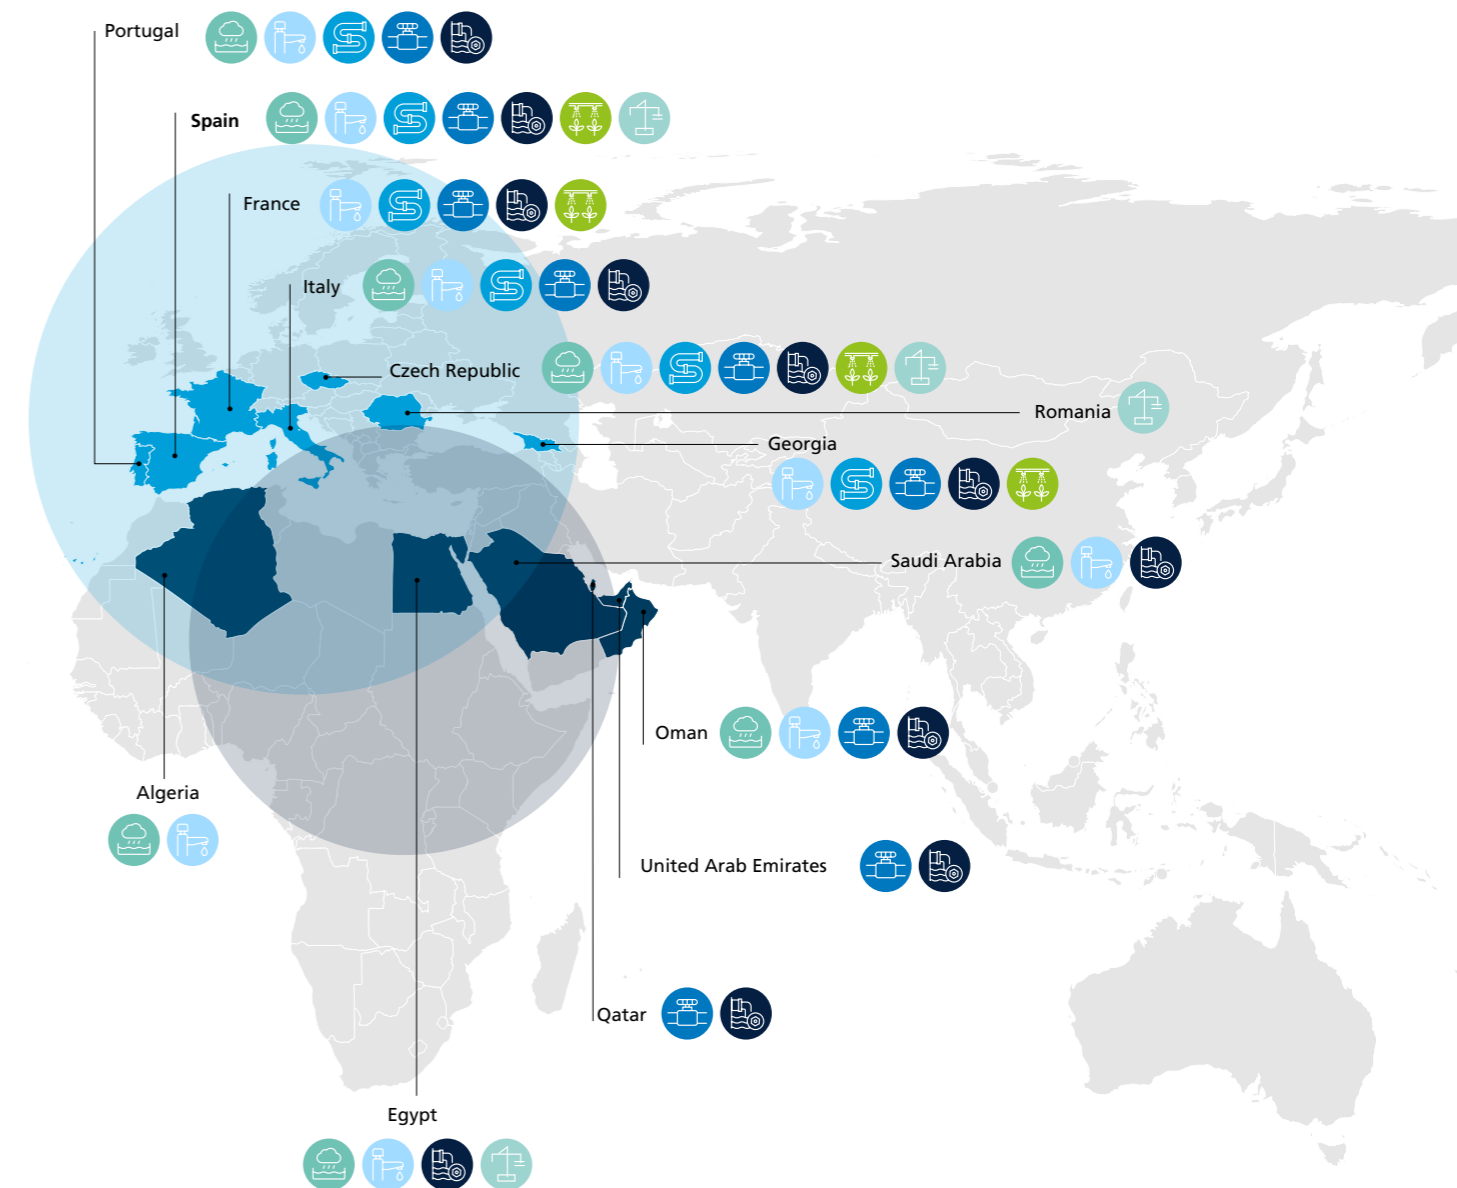 Portugal
Spain
France
Italy
Czech Republic
Romania
Georgia
Saudi Arabia
Oman
Algeria
United Arab Emirates
Qatar
Egypt